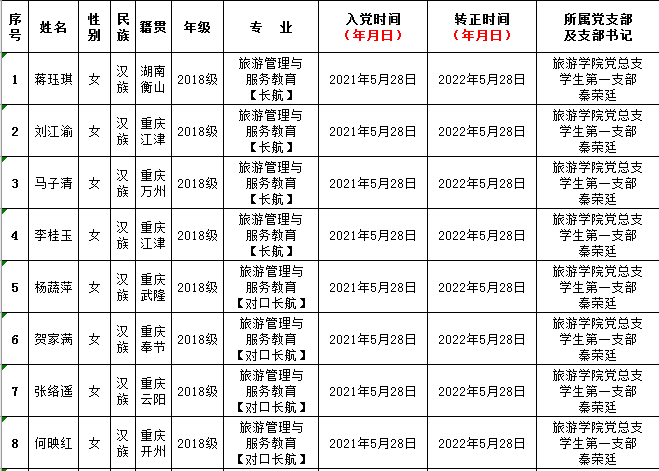 序号 姓名 性别 民族 籍贯 年级 专 业 入党时间（年月日） 转正时间（年月日） 所属党支部及支部书记
1 蒋珏琪 女 汉族 湖南衡山 2018级 旅游管理与服务教育【长航】 2021年5月28日 2022年5月28日 旅游学院党总支学生第一支部秦荣廷
2 刘江渝 女 汉族 重庆江津 2018级 旅游管理与服务教育【长航】 2021年5月28日 2022年5月28日 旅游学院党总支学生第一支部秦荣廷
3 马子清 女 汉族 重庆万州 2018级 旅游管理与服务教育【长航】 2021年5月28日 2022年5月28日 旅游学院党总支学生第一支部秦荣廷
4 李桂玉 女 汉族 重庆江津 2018级 旅游管理与服务教育【长航】 2021年5月28日 2022年5月28日 旅游学院党总支学生第一支部秦荣廷
5 杨蔬萍 女 汉族 重庆武隆 2018级 旅游管理与服务教育【对口长航】 2021年5月28日 2022年5月28日 旅游学院党总支学生第一支部秦荣廷
6 贺家满 女 汉族 重庆奉节 2018级 旅游管理与服务教育【对口长航】 2021年5月28日 2022年5月28日 旅游学院党总支学生第一支部秦荣廷
7 张络遥 女 汉族 重庆云阳 2018级 旅游管理与服务教育【对口长航】 2021年5月28日 2022年5月28日 旅游学院党总支学生第一支部秦荣廷
8 何映红 女 汉族 重庆开州 2018级 旅游管理与服务教育【对口长航】 2021年5月28日 2022年5月28日 旅游学院党总支学生第一支部秦荣廷